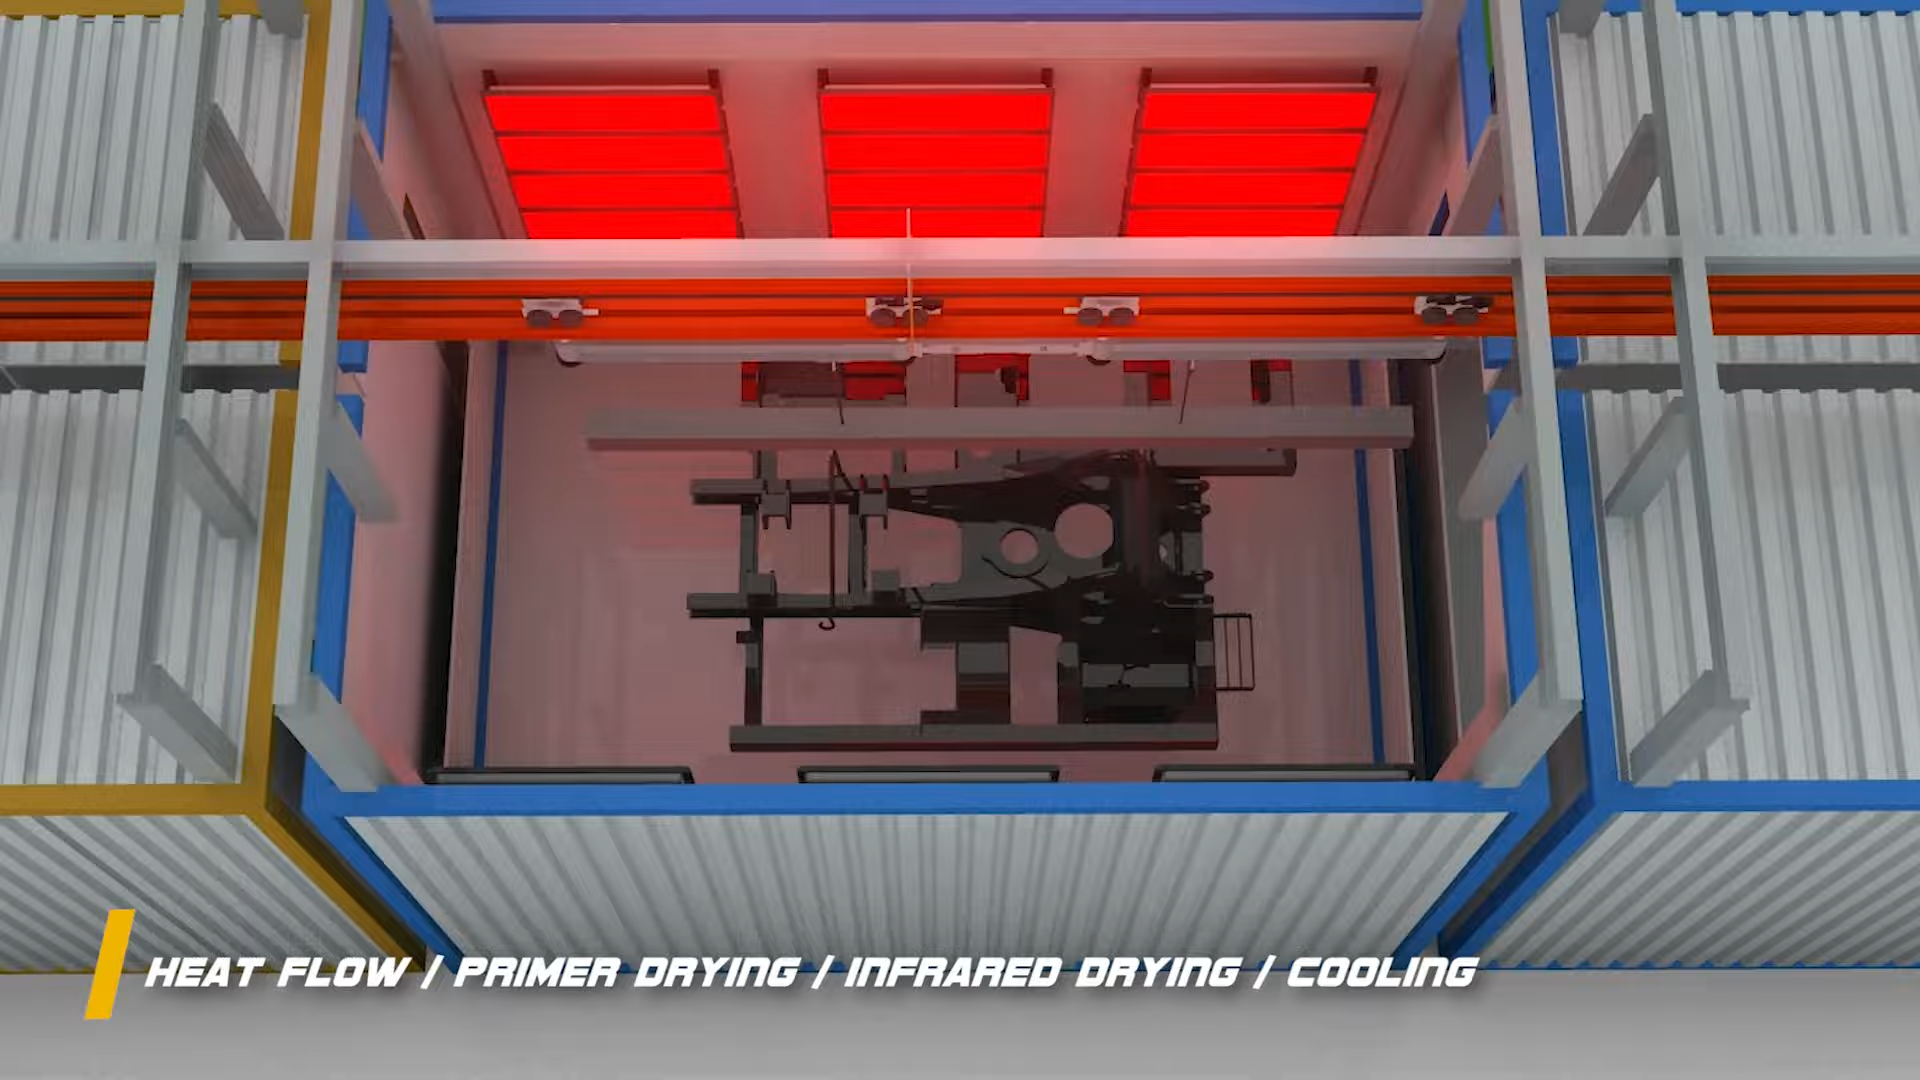 HEAT FLOW / PRIMER DRYING / INFRARED DRYING / COOLING